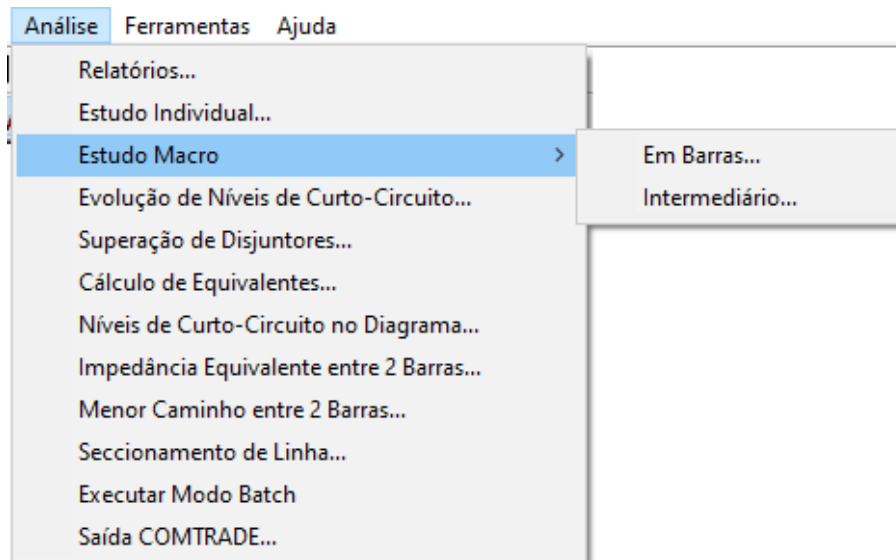 Análise Ferramentas Ajuda
Relatórios...
Estudo Individual...
Estudo Macro
Em Barras...
Evolução de Níveis de Curto-Circuito...
Intermediário...
Superação de Disjuntores...
Cálculo de Equivalentes...
Níveis de Curto-Circuito no Diagrama...
Impedância Equivalente entre 2 Barras...
Menor Caminho entre 2 Barras...
Seccionamento de Linha...
Executar Modo Batch
Saída COMTRADE...